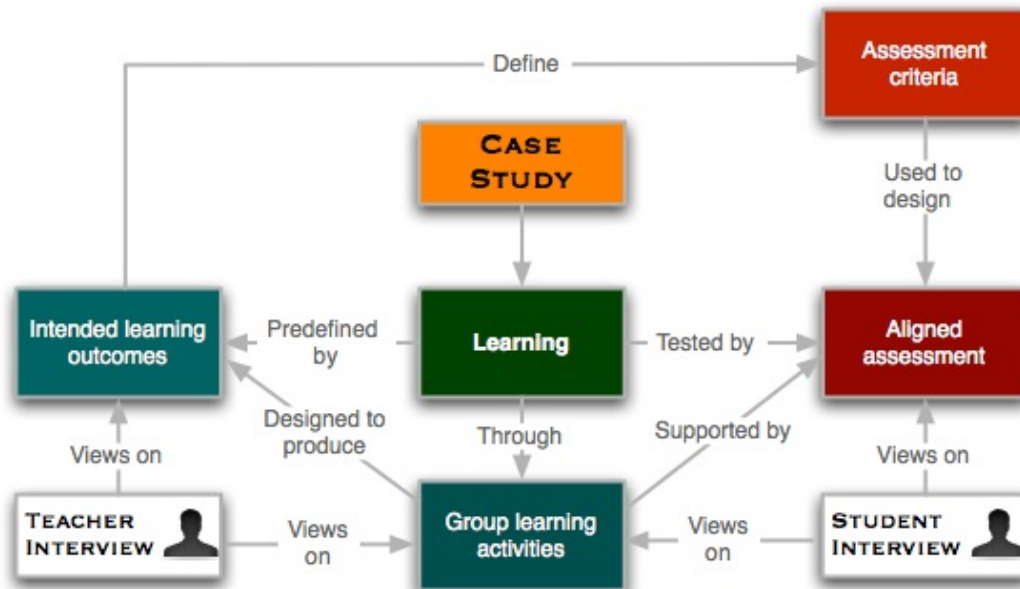 Define
Assessment
criteria
CASE
STUDY
Used to
design
Intended learning
outcomes
Predefined
by
Learning
Tested by
Aligned
assessment
Designed to
produce
Through
Supported by
Views on
Views on
TEACHER
INTERVIEW
Views
on
Group learning
activities
Views
on
STUDENT
INTERVIEW